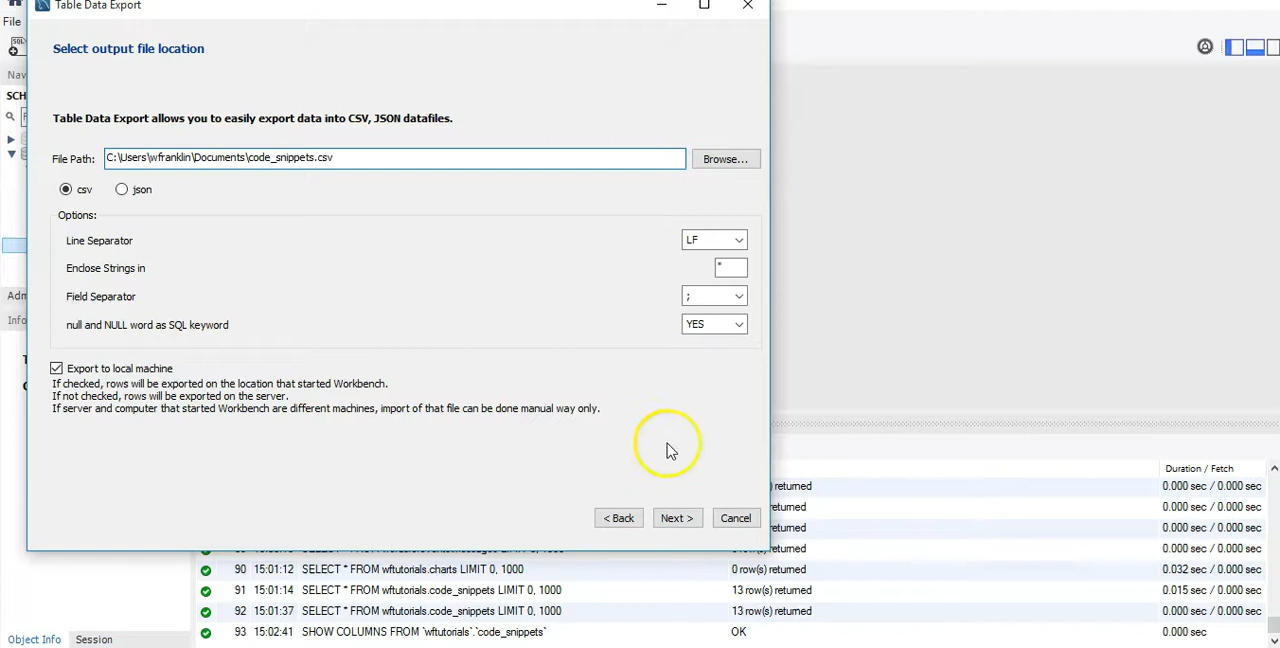 Table Data Export
File
SQL
Select output file location
Nav
SCH
Table Data Export allows you to easily export data into CSV, JSON datafiles.
File Path: C:\Users\wfranklin\Documents\code_snippets.csv Browse...
csv json
Options:
Line Separator LF
Enclose Strings in "
Field Separator ;
Adm
Info
null and NULL word as SQL keyword YES
Export to local machine
If checked, rows will be exported on the location that started Workbench.
If not checked, rows will be exported on the server.
If server and computer that started Workbench are different machines, import of that file can be done manual way only.
< Back Next > Cancel
Duration / Fetch
returned 0.000 sec / 0.000 sec
returned 0.000 sec / 0.000 sec
returned 0.000 sec / 0.000 sec
returned 0.000 sec / 0.000 sec
90 15:01:12 SELECT * FROM wftutorials.charts LIMIT 0, 1000 0 row(s) returned 0.032 sec / 0.000 sec
91 15:01:14 SELECT * FROM wftutorials.code_snippets LIMIT 0, 1000 13 row(s) returned 0.015 sec / 0.000 sec
92 15:01:37 SELECT * FROM wftutorials.code_snippets LIMIT 0, 1000 13 row(s) returned 0.000 sec / 0.000 sec
93 15:02:41 SHOW COLUMNS FROM `wftutorials`.`code_snippets` OK 0.000 sec
Object Info Session